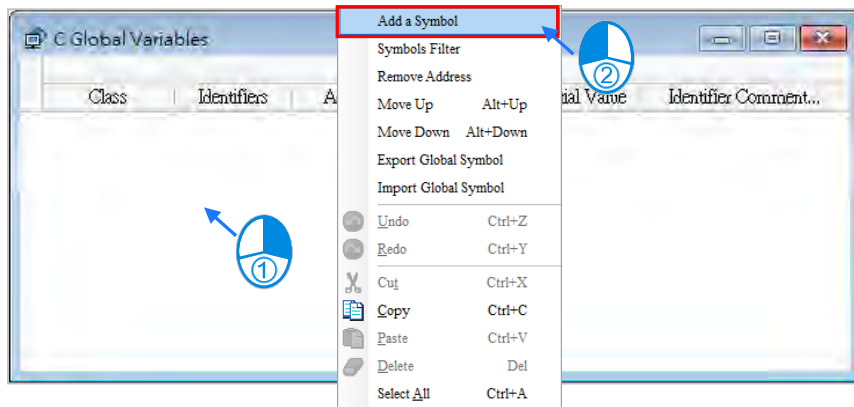 C Global Variables
Class Identifiers A ial Value Identifier Comment...
Add a Symbol
Symbols Filter
Remove Address
Move Up Alt+Up
Move Down Alt+Down
Export Global Symbol
Import Global Symbol
Undo Ctrl+Z
Redo Ctrl+Y
Cut Ctrl+X
Copy Ctrl+C
Paste Ctrl+V
Delete Del
Select All Ctrl+A
①
②